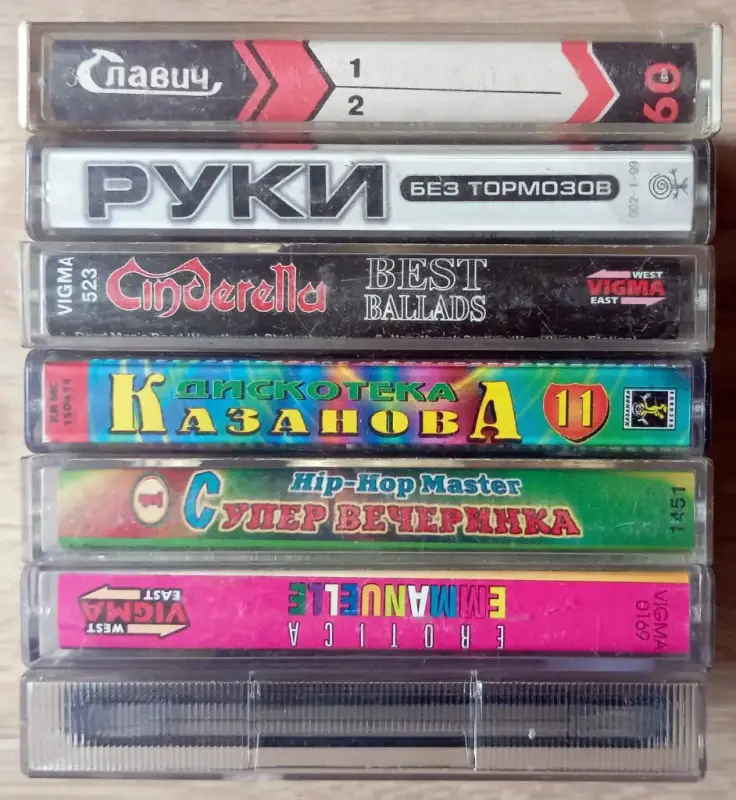 Славич
1
2
60
РУКИ
БЕЗ ТОРМОЗОВ
002-1-99
VIGMA
523
Cinderella
BEST
BALLADS
WEST
VIGMA
EAST
ДИСКОТЕКА
КАЗАНОВА
11
Hip-Hop Master
1
СУПЕР ВЕЧЕРИНКА
1451
WEST
VIGMA
EAST
EROTICA
EMMANUELLE
VIGMA
0169